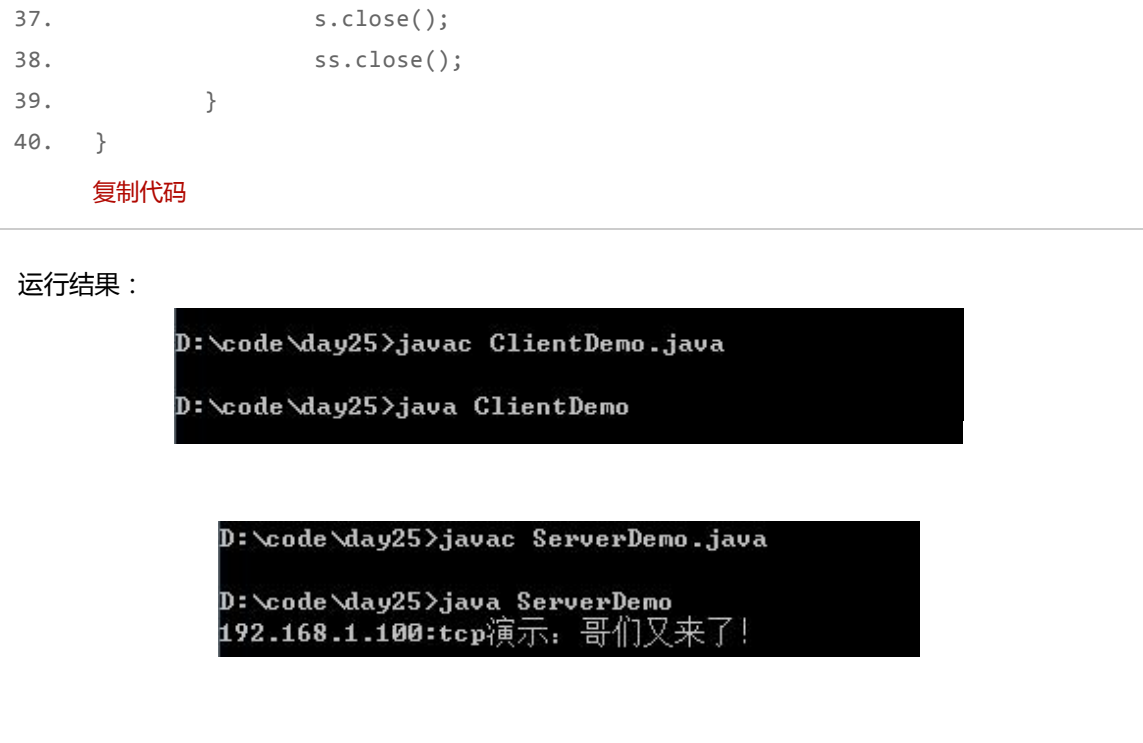 37. s.close();
38. ss.close();
39. }
40. }
复制代码
运行结果：
D:\code\day25>javac ClientDemo.java
D:\code\day25>java ClientDemo
D:\code\day25>javac ServerDemo.java
D:\code\day25>java ServerDemo
192.168.1.100:tcp演示：哥们又来了！